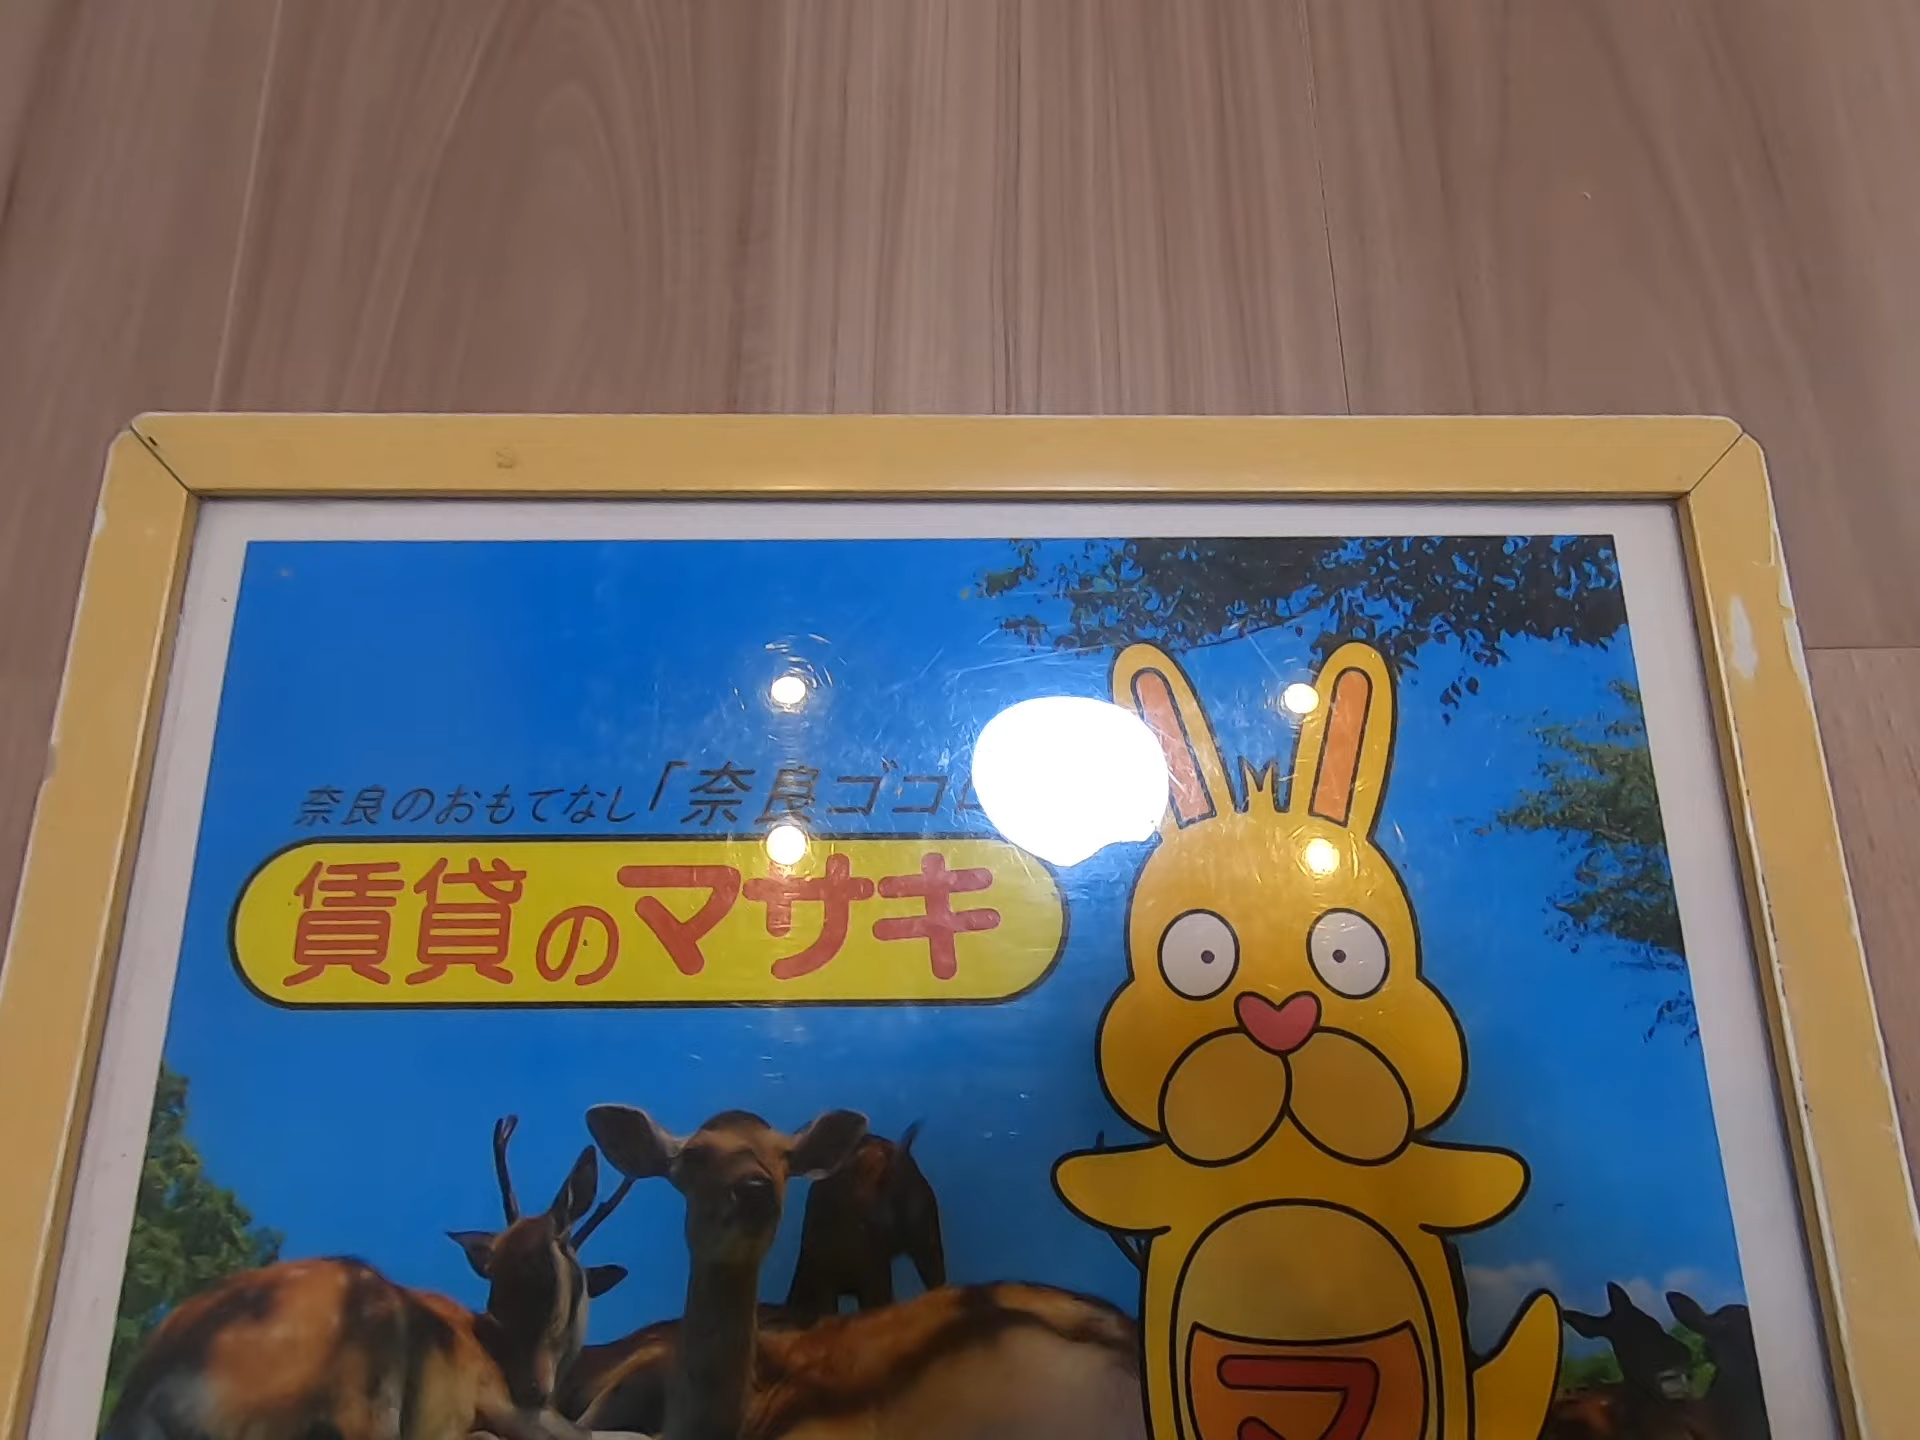 奈良のおもてなし「奈良ゴコ
賃貸のマサキ
マ